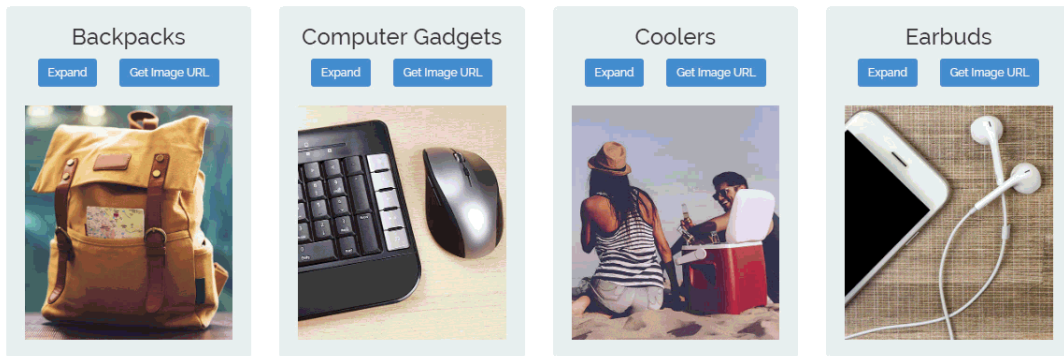 Backpacks
Expand Get Image URL
Computer Gadgets
Expand Get Image URL
Coolers
Expand Get Image URL
Earbuds
Expand Get Image URL